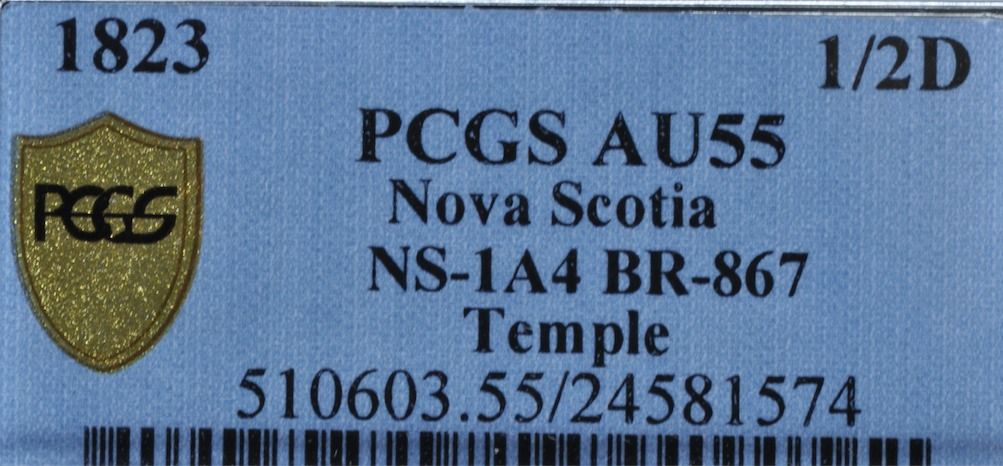 1823 1/2D
PCGS AU55
PCGS
Nova Scotia
NS-1A4 BR-867
Temple
510603.55/24581574